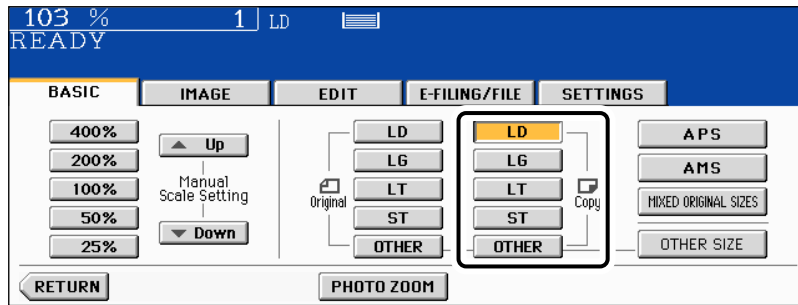 103 % 1 LD
READY
BASIC IMAGE EDIT E-FILING/FILE SETTINGS
400% Up LD LD APS
200% LG LG AMS
100% Manual Scale Setting Original LT LT Copy MIXED ORIGINAL SIZES
50% Down ST ST
25% OTHER OTHER OTHER SIZE
RETURN PHOTO ZOOM